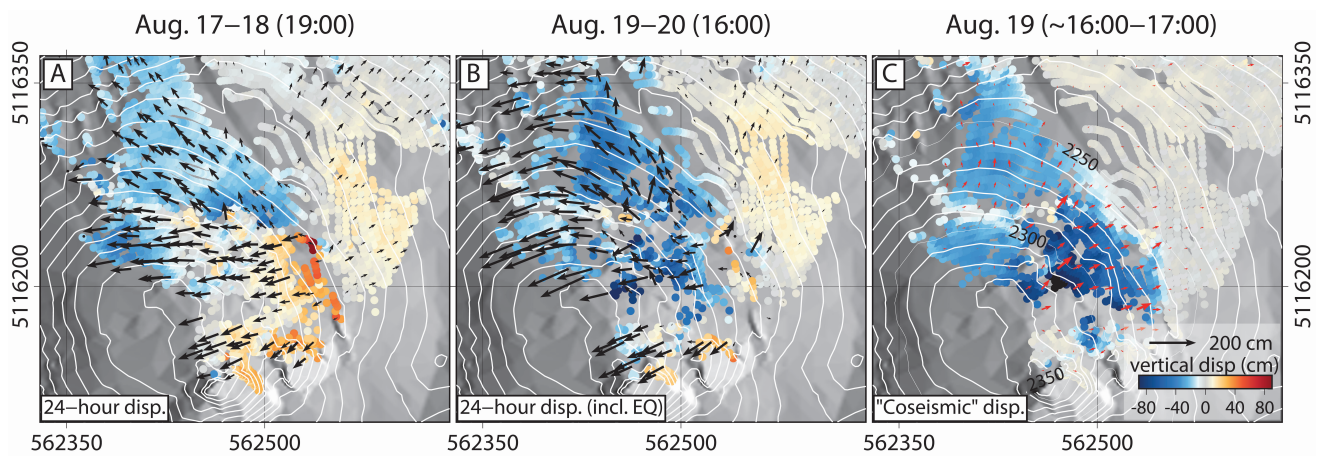 Aug. 17−18 (19:00)
Aug. 19−20 (16:00)
Aug. 19 (~16:00−17:00)
A
B
C
5116350
5116200
5116350
5116200
2250
2300
2350
200 cm
vertical disp (cm)
-80 -40 0 40 80
24−hour disp.
24−hour disp. (incl. EQ)
"Coseismic" disp.
562350 562500
562350 562500
562350 562500